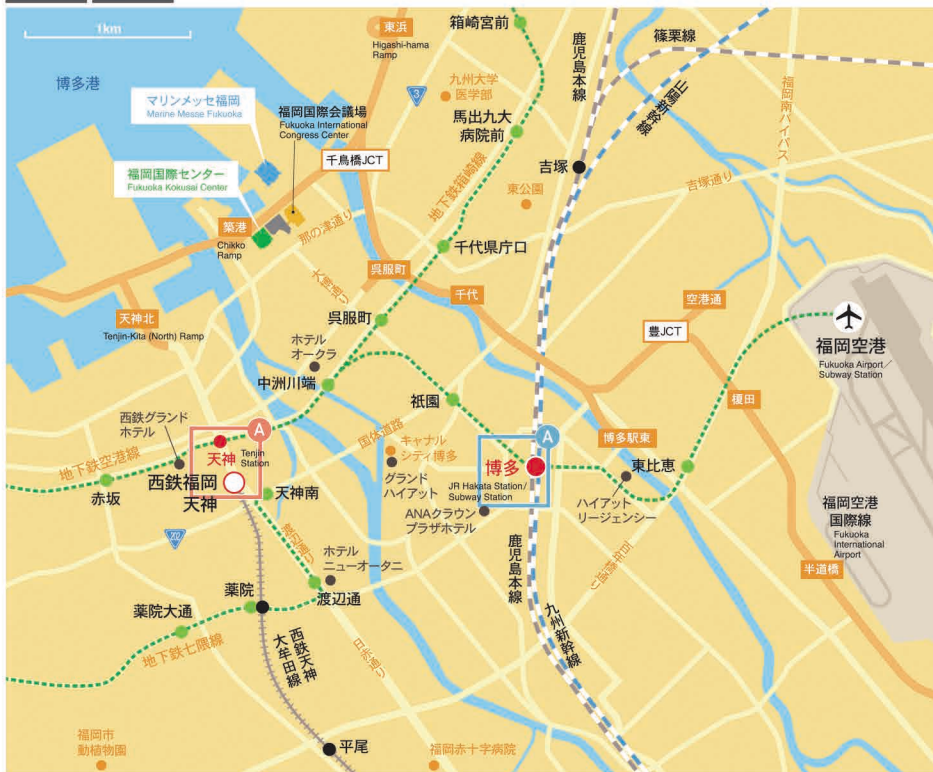 1km
博多港
マリンメッセ福岡
Marine Messe Fukuoka
福岡国際センター
Fukuoka Kokusai Center
福岡国際会議場
Fukuoka International
Congress Center
東浜
Higashi-hama
Ramp
箱崎宮前
九州大学
医学部
3
馬出九大
病院前
千鳥橋JCT
地下鉄箱崎線
鹿児島本線
篠栗線
山陽新幹線
福岡南バイパス
吉塚
東公園
吉塚通り
築港
Chikko
Ramp
那の津通り
大博通り
千代県庁口
呉服町
千代
空港通
天神北
Tenjin-Kita (North) Ramp
呉服町
ホテル
オークラ
中洲川端
祇園
豊JCT
福岡空港
Fukuoka Airport/
Subway Station
榎田
西鉄グランド
ホテル
地下鉄空港線
赤坂
A
天神
Tenjin
Station
西鉄福岡
天神
天神南
国体道路
キャナル
シティ博多
グランド
ハイアット
A
博多
JR Hakata Station/
Subway Station
ANAクラウン
プラザホテル
博多駅東
東比恵
ハイアット
リージェンシー
福岡空港
国際線
Fukuoka
International
Airport
半道橋
202
渡辺通り
ホテル
ニューオータニ
渡辺通
薬院
薬院大通
地下鉄七隈線
西鉄天神
大牟田線
日赤通り
鹿児島本線
九州新幹線
百年橋通り
平尾
福岡市
動植物園
福岡赤十字病院